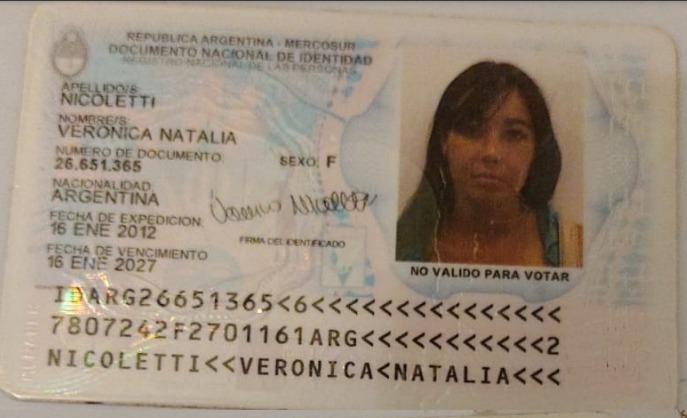 REPUBLICA ARGENTINA - MERCOSUR
DOCUMENTO NACIONAL DE IDENTIDAD
REGISTRO NACIONAL DE LAS PERSONAS
APELLIDO/S
NICOLETTI
NOMBRE/S
VERONICA NATALIA
NUMERO DE DOCUMENTO
26.651.365
SEXO: F
NACIONALIDAD
ARGENTINA
FECHA DE EXPEDICION
16 ENE 2012
FIRMA DEL IDENTIFICADO
FECHA DE VENCIMIENTO
16 ENE 2027
NO VALIDO PARA VOTAR
IDARG26651365<6<<<<<<<<<<<<<<<
7807242F2701161ARG<<<<<<<<<<<2
NICOLETTI<<VERONICA<NATALIA<<<